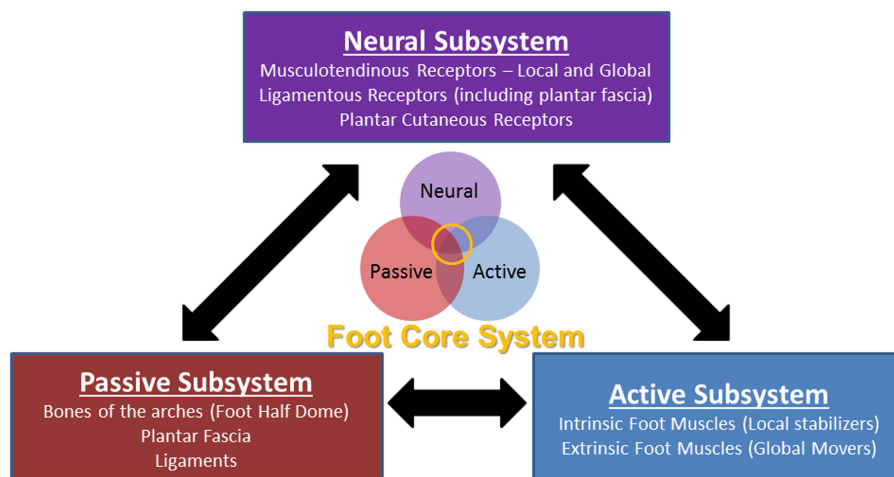 Neural Subsystem
Musculotendinous Receptors – Local and Global
Ligamentous Receptors (including plantar fascia)
Plantar Cutaneous Receptors
Neural
Passive
Active
Foot Core System
Passive Subsystem
Bones of the arches (Foot Half Dome)
Plantar Fascia
Ligaments
Active Subsystem
Intrinsic Foot Muscles (Local stabilizers)
Extrinsic Foot Muscles (Global Movers)